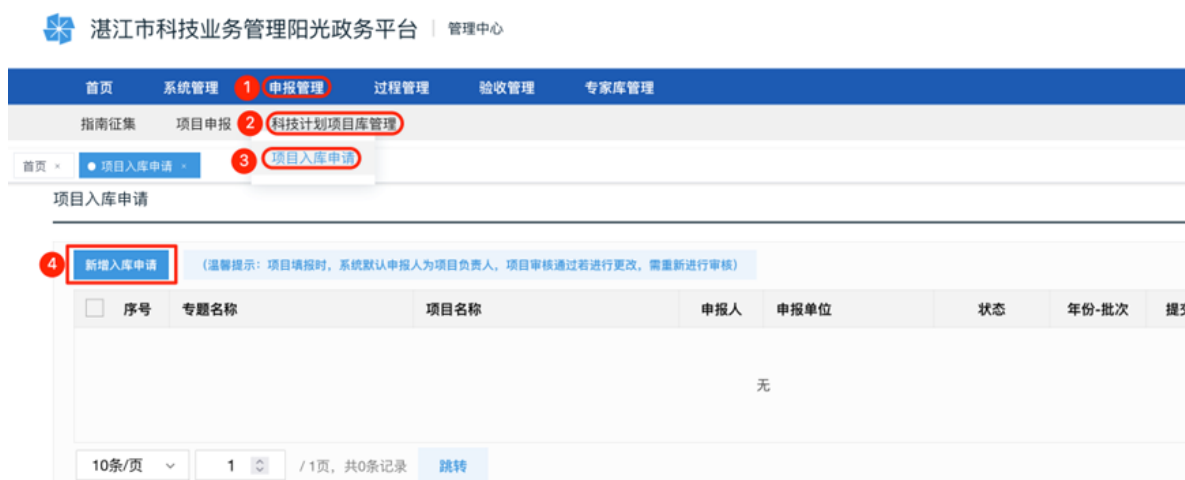 湛江市科技业务管理阳光政务平台 管理中心
首页 系统管理 1 申报管理 过程管理 验收管理 专家库管理
指南征集 项目申报 2 科技计划项目库管理
首页 × 项目入库申请 × 3 项目入库申请
项目入库申请
4 新增入库申请 (温馨提示：项目填报时，系统默认申报人为项目负责人，项目审核通过若进行更改，需重新进行审核)
序号 专题名称 项目名称 申报人 申报单位 状态 年份-批次 提交
无
10条/页 1 /1页，共0条记录 跳转